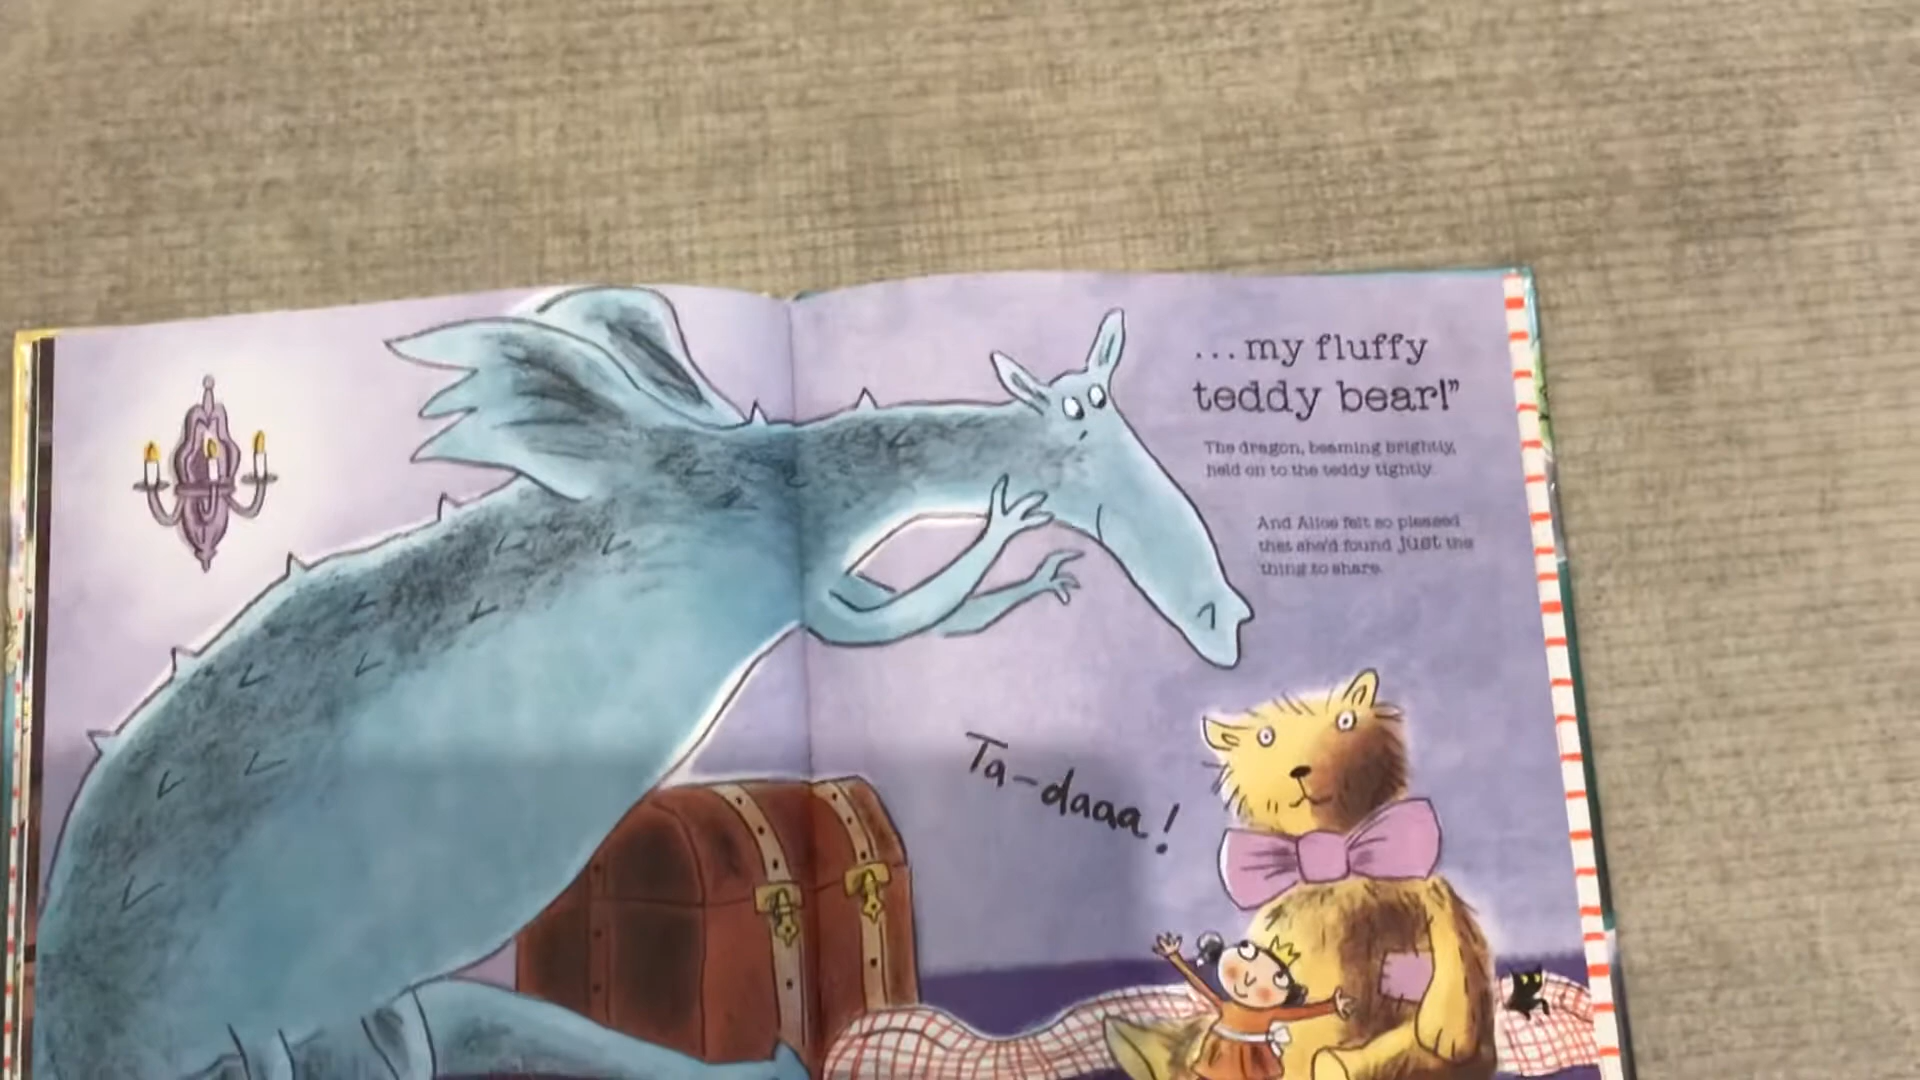 ...my fluffy
teddy bear!”
The dragon, beaming brightly,
held on to the teddy tightly.
And Alice felt so pleased
that she'd found just the
thing to share.
Ta-daaa!